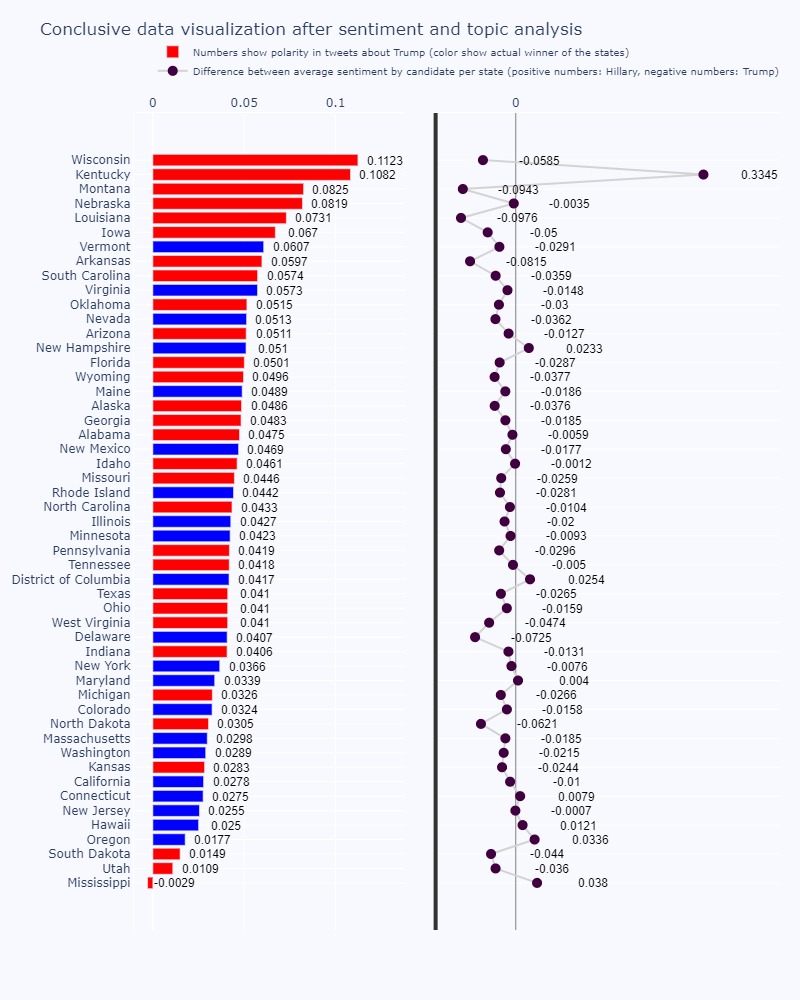 Conclusive data visualization after sentiment and topic analysis
Numbers show polarity in tweets about Trump (color show actual winner of the states)
Difference between average sentiment by candidate per state (positive numbers: Hillary, negative numbers: Trump)
0 0.05 0.1 0
Wisconsin 0.1123 -0.0585
Kentucky 0.1082 0.3345
Montana 0.0825 -0.0943
Nebraska 0.0819 -0.0035
Louisiana 0.0731 -0.0976
Iowa 0.067 -0.05
Vermont 0.0607 -0.0291
Arkansas 0.0597 -0.0815
South Carolina 0.0574 -0.0359
Virginia 0.0573 -0.0148
Oklahoma 0.0515 -0.03
Nevada 0.0513 -0.0362
Arizona 0.0511 -0.0127
New Hampshire 0.051 0.0233
Florida 0.0501 -0.0287
Wyoming 0.0496 -0.0377
Maine 0.0489 -0.0186
Alaska 0.0486 -0.0376
Georgia 0.0483 -0.0185
Alabama 0.0475 -0.0059
New Mexico 0.0469 -0.0177
Idaho 0.0461 -0.0012
Missouri 0.0446 -0.0259
Rhode Island 0.0442 -0.0281
North Carolina 0.0433 -0.0104
Illinois 0.0427 -0.02
Minnesota 0.0423 -0.0093
Pennsylvania 0.0419 -0.0296
Tennessee 0.0418 -0.005
District of Columbia 0.0417 0.0254
Texas 0.041 -0.0265
Ohio 0.041 -0.0159
West Virginia 0.041 -0.0474
Delaware 0.0407 -0.0725
Indiana 0.0406 -0.0131
New York 0.0366 -0.0076
Maryland 0.0339 0.004
Michigan 0.0326 -0.0266
Colorado 0.0324 -0.0158
North Dakota 0.0305 -0.0621
Massachusetts 0.0298 -0.0185
Washington 0.0289 -0.0215
Kansas 0.0283 -0.0244
California 0.0278 -0.01
Connecticut 0.0275 0.0079
New Jersey 0.0255 -0.0007
Hawaii 0.025 0.0121
Oregon 0.0177 0.0336
South Dakota 0.0149 -0.044
Utah 0.0109 -0.036
Mississippi -0.0029 0.038